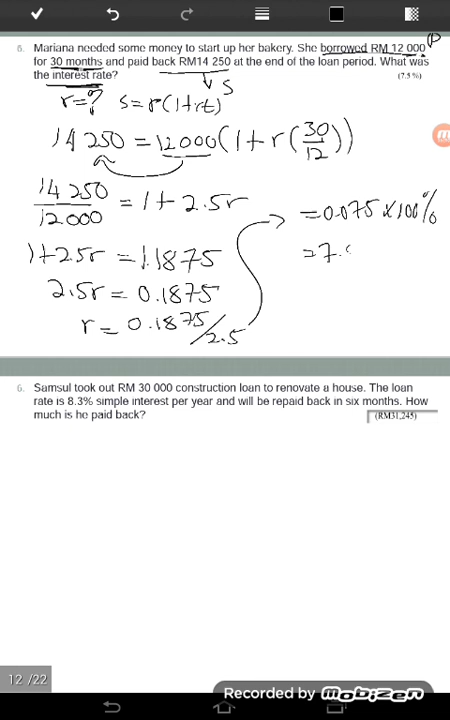 6. Mariana needed some money to start up her bakery. She borrowed RM 12 000 (P)
for 30 months and paid back RM14 250 at the end of the loan period. What was
the interest rate? (7.5 %)
S
r=? S=P(1+rt)
14 250 = 12 000 (1+r(30/12))
14 250/12 000 = 1+2.5r
1+2.5r = 1.1875
2.5r = 0.1875
r = 0.1875/2.5
= 0.075 x 100%
= 7.
6. Samsul took out RM 30 000 construction loan to renovate a house. The loan
rate is 8.3% simple interest per year and will be repaid back in six months. How
much is he paid back? (RM31,245)
12 /22
Recorded by mobizen